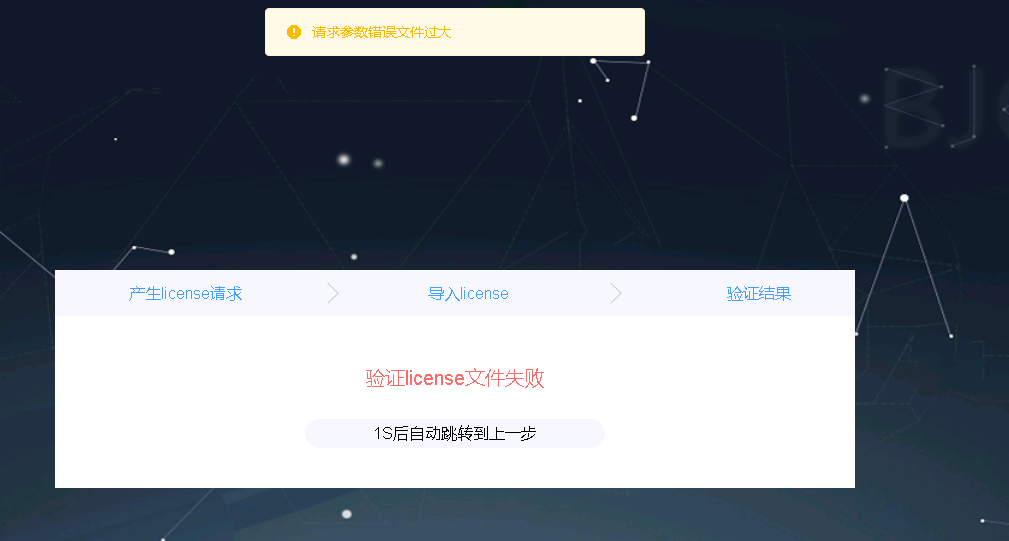 请求参数错误文件过大
产生license请求
导入license
验证结果
验证license文件失败
1S后自动跳转到上一步